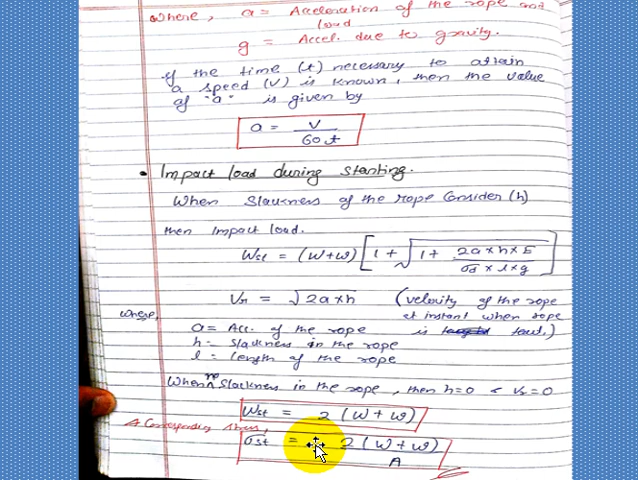 where, a = Acceleration of the rope and
load
g = Accel. due to gravity.
If the time (t) necessary to attain
a speed (V) is known, then the value
of "a" is given by
a = V / 60.t
• Impact load during starting.
When Slackness of the rope Consider (h)
then Impact load.
Wst = (W+w) [1 + √(1 + 2a×h×E / σd×l×g)]
Vr = √2a×h (velocity of the rope
at instant when rope
where, is taut.)
a = Acc. of the rope
h = slackness in the rope
l = length of the rope
When no slackness in the rope, then h=0 & Vr=0
Wst = 2 (W+w)
Corresponding stress,
σst = 2 (W+w) / A